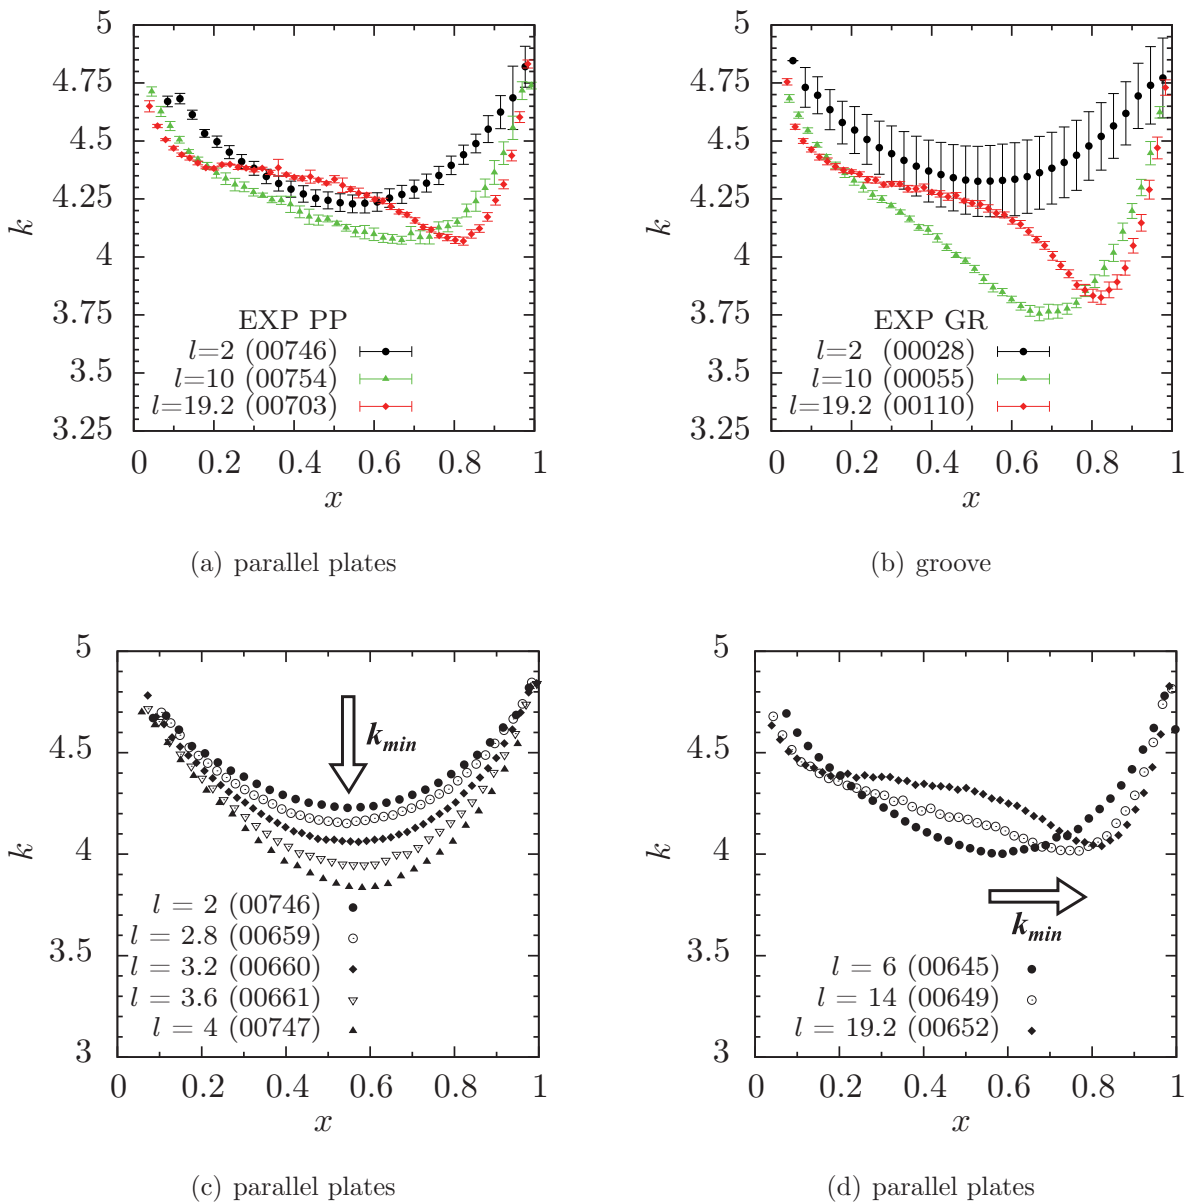 5
4.75
4.5
4.25
4
3.75
3.5
3.25
k
0 0.2 0.4 0.6 0.8 1
x
EXP PP
l=2 (00746)
l=10 (00754)
l=19.2 (00703)
(a) parallel plates
5
4.75
4.5
4.25
4
3.75
3.5
3.25
k
0 0.2 0.4 0.6 0.8 1
x
EXP GR
l=2 (00028)
l=10 (00055)
l=19.2 (00110)
(b) groove
5
4.5
4
3.5
3
k
0 0.2 0.4 0.6 0.8 1
x
kmin
l = 2 (00746)
l = 2.8 (00659)
l = 3.2 (00660)
l = 3.6 (00661)
l = 4 (00747)
(c) parallel plates
5
4.5
4
3.5
3
k
0 0.2 0.4 0.6 0.8 1
x
kmin
l = 6 (00645)
l = 14 (00649)
l = 19.2 (00652)
(d) parallel plates